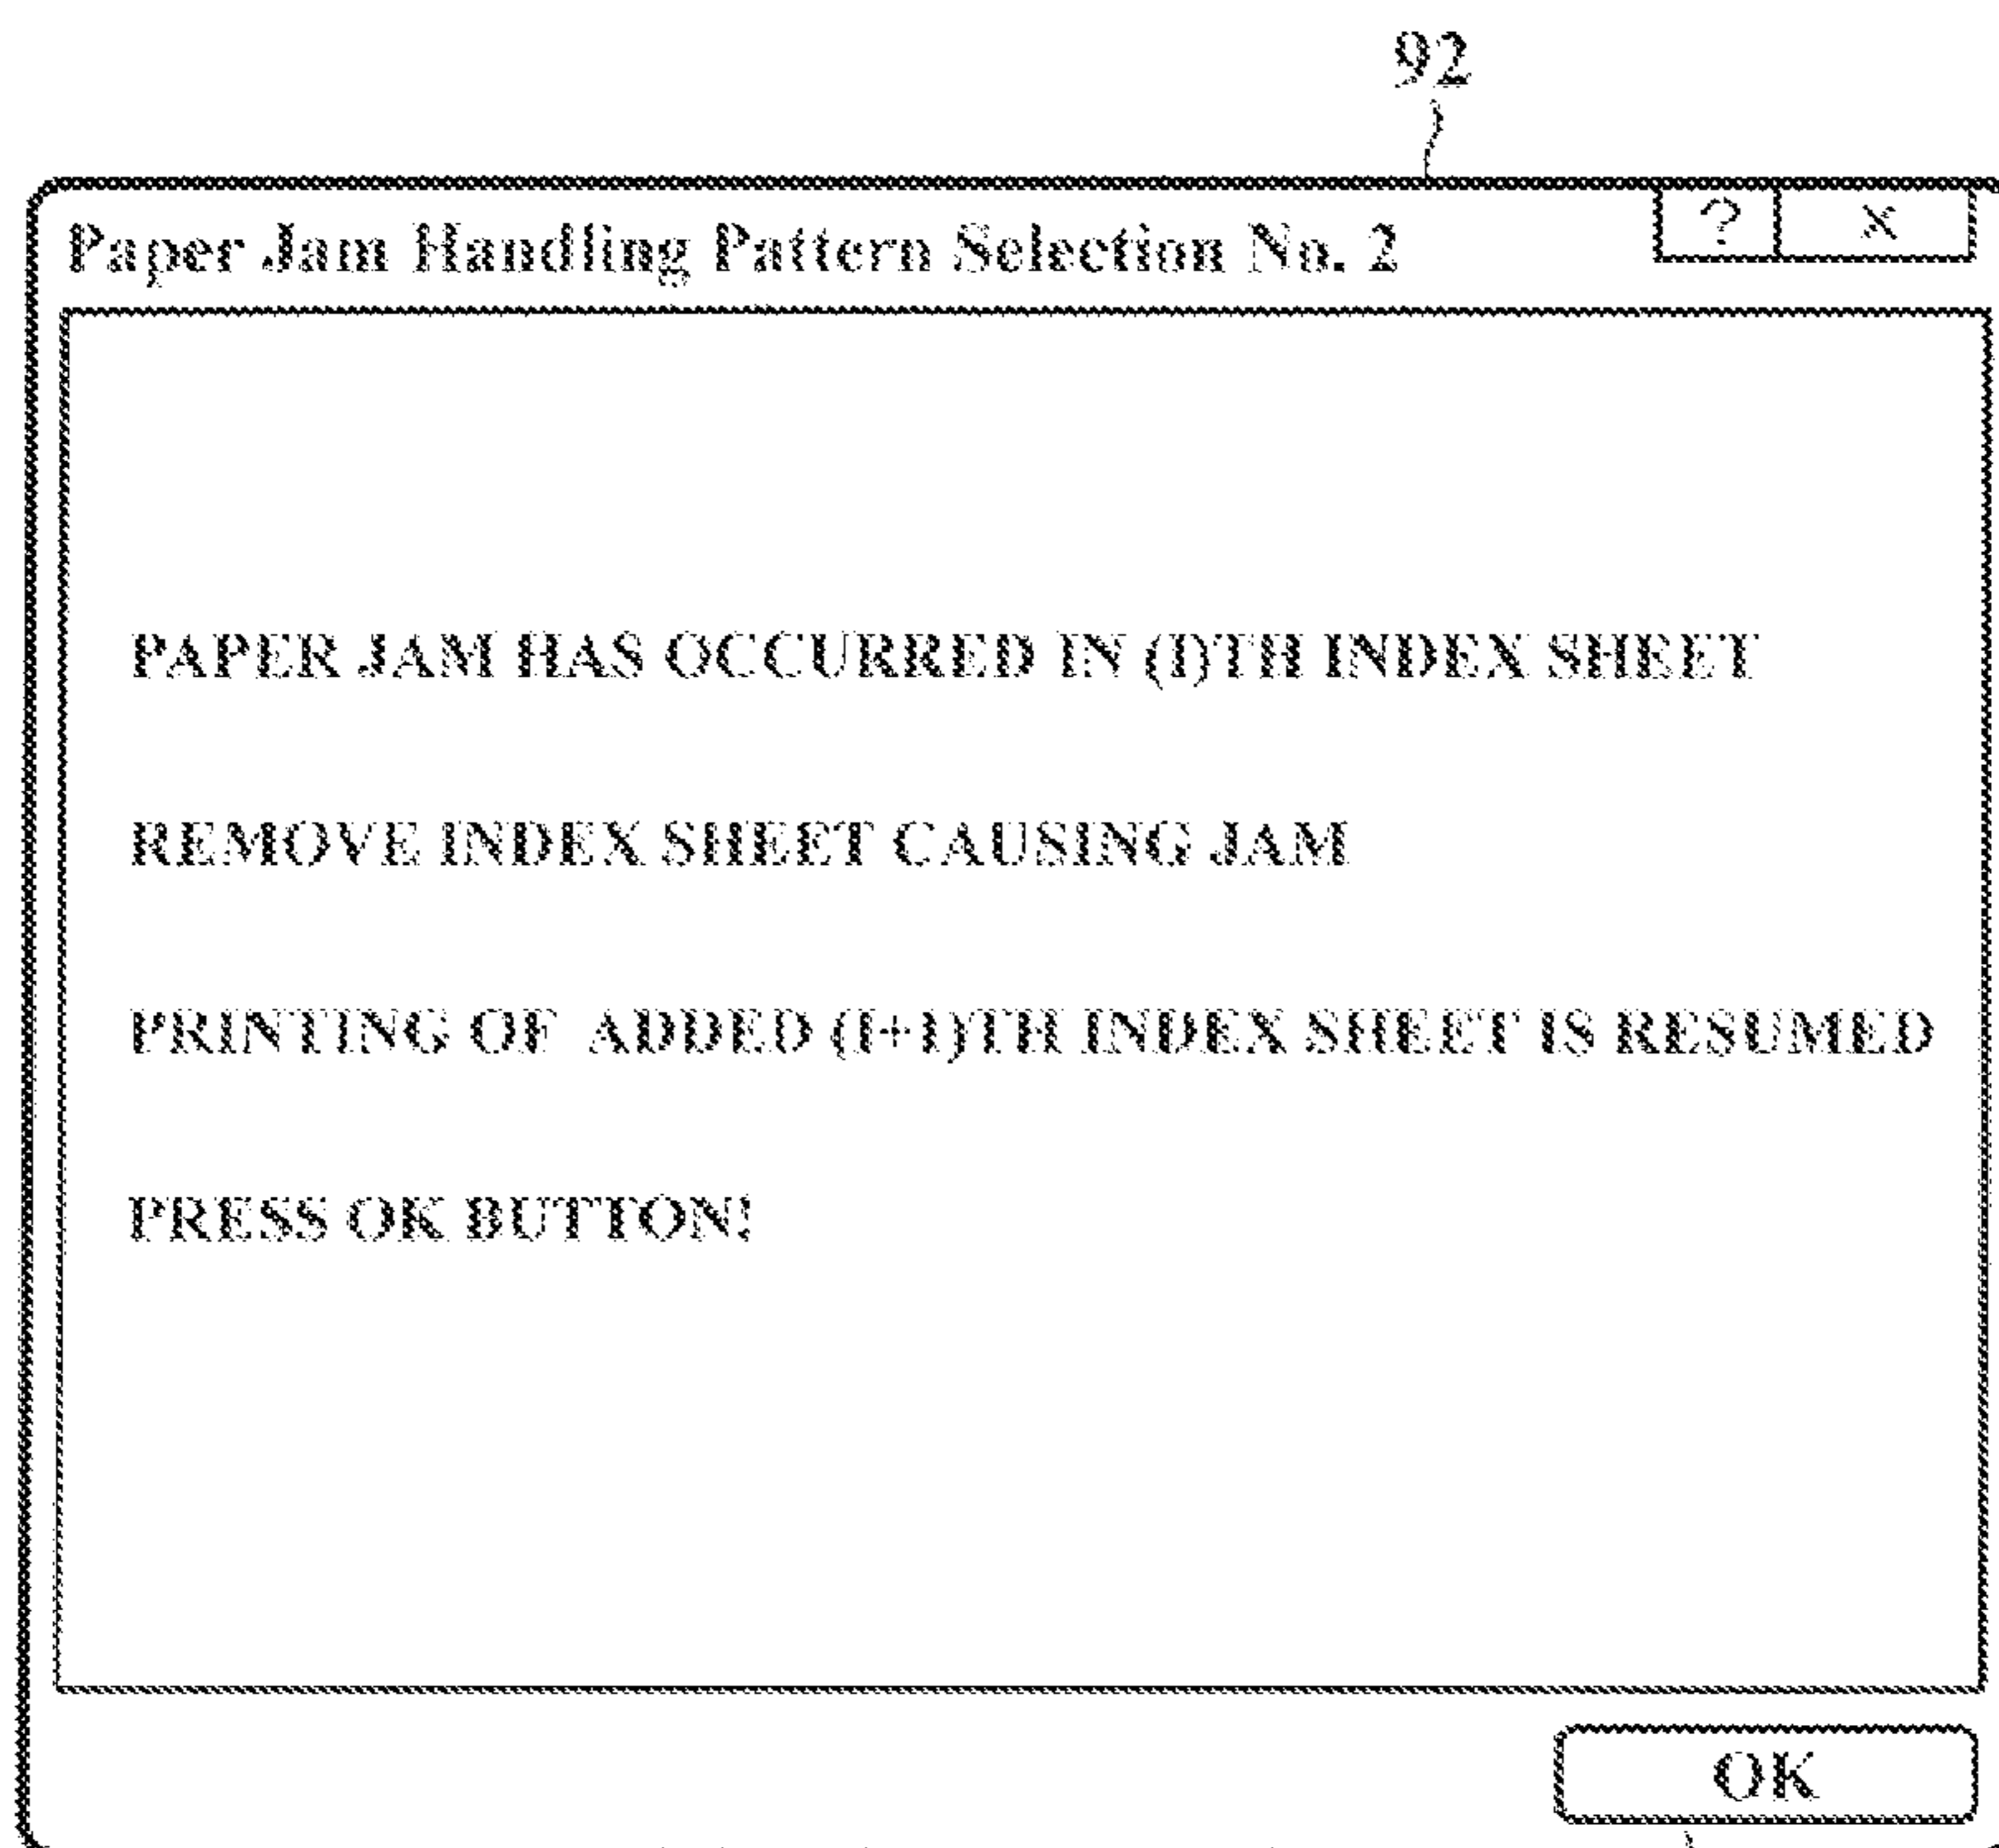 92
Paper Jam Handling Pattern Selection No. 2
? X
PAPER JAM HAS OCCURRED IN (I)TH INDEX SHEET
REMOVE INDEX SHEET CAUSING JAM
PRINTING OF ADDED (I+1)TH INDEX SHEET IS RESUMED
PRESS OK BUTTON!
OK